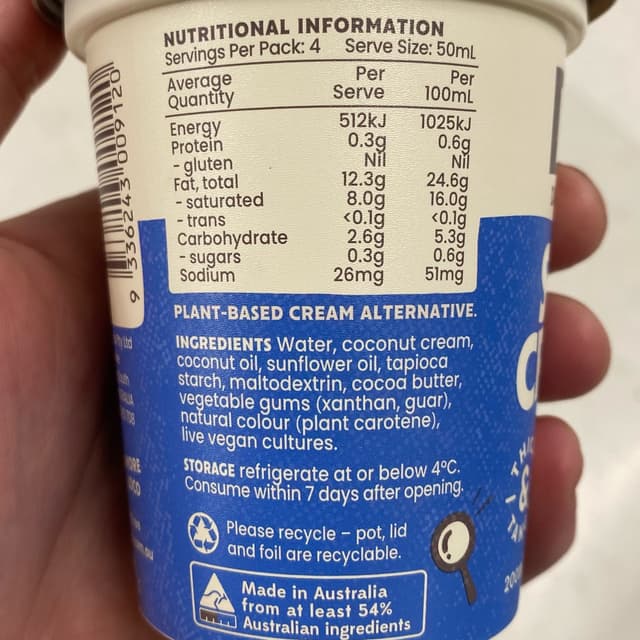 NUTRITIONAL INFORMATION
Servings Per Pack: 4 Serve Size: 50mL
Average Quantity Per Serve Per 100mL
Energy 512kJ 1025kJ
Protein 0.3g 0.6g
- gluten Nil Nil
Fat, total 12.3g 24.6g
- saturated 8.0g 16.0g
- trans <0.1g <0.1g
Carbohydrate 2.6g 5.3g
- sugars 0.3g 0.6g
Sodium 26mg 51mg
PLANT-BASED CREAM ALTERNATIVE.
INGREDIENTS Water, coconut cream,
coconut oil, sunflower oil, tapioca
starch, maltodextrin, cocoa butter,
vegetable gums (xanthan, guar),
natural colour (plant carotene),
live vegan cultures.
STORAGE refrigerate at or below 4°C.
Consume within 7 days after opening.
Please recycle – pot, lid
and foil are recyclable.
Made in Australia
from at least 54%
Australian ingredients
9 336243 009120